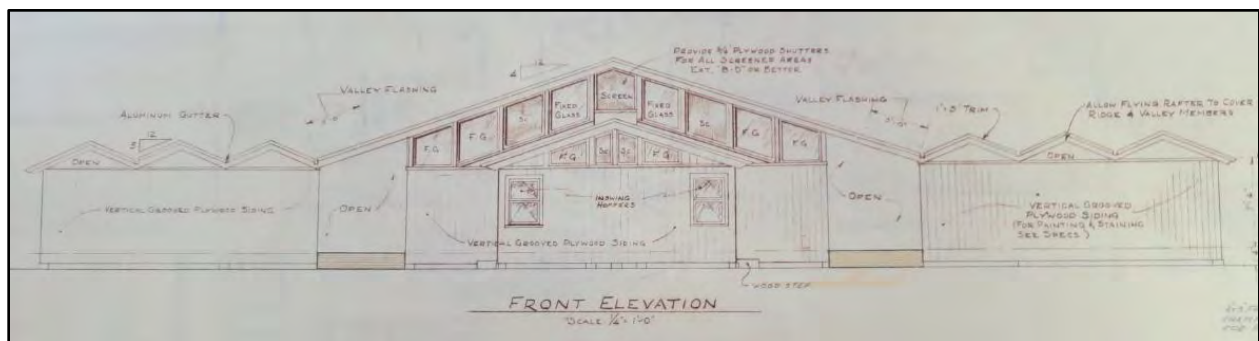 PROVIDE 3/4" PLYWOOD SHUTTERS
FOR ALL SCREENED AREAS
EXT. "B-D" OR BETTER
12
4
VALLEY FLASHING
ALUMINUM GUTTER
12
3
OPEN
SCREEN
FIXED
GLASS
FIXED
GLASS
SC
SC
F.G
F.G
F.G
F.G
F.G
SC
SC
F.G
VALLEY FLASHING
TRIM
ALLOW FLYING RAFTER TO COVER
RIDGE & VALLEY MEMBERS
OPEN
VERTICAL GROOVED PLYWOOD SIDING
OPEN
INSWING
HOPPERS
VERTICAL GROOVED PLYWOOD SIDING
OPEN
VERTICAL GROOVED
PLYWOOD SIDING
(FOR PAINTING & STAINING
SEE SPECS)
WOOD STEP
FRONT ELEVATION
SCALE 1/4" = 1'-0"